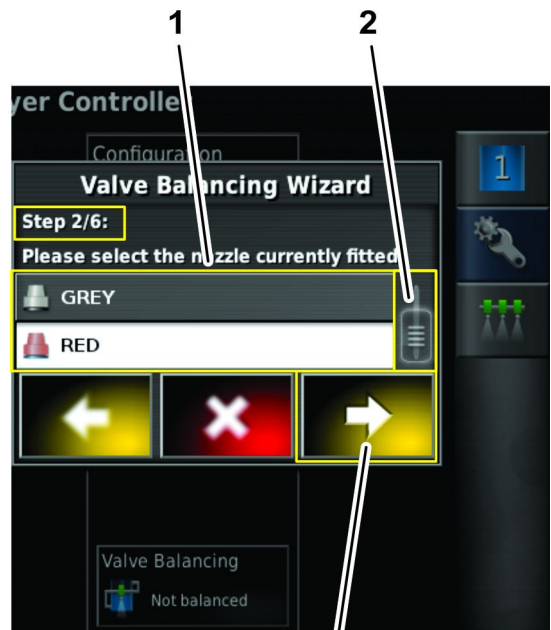 1
2
yer Controlle
Configuration
Valve Balancing Wizard
1
Step 2/6:
Please select the nozzle currently fitted
GREY
RED
Valve Balancing
Not balanced